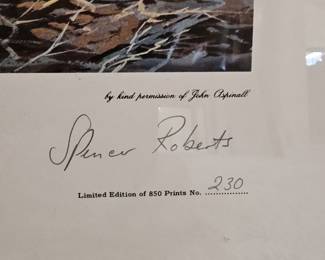 by kind permission of John Aspinall
Spencer Roberts
Limited Edition of 850 Prints No. 230